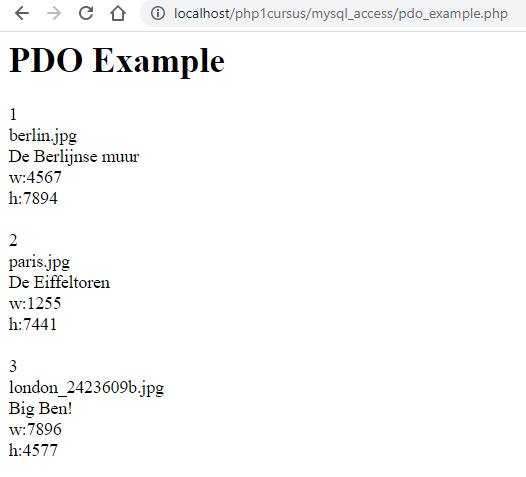 localhost/php1cursus/mysql_access/pdo_example.php
PDO Example
1
berlin.jpg
De Berlijnse muur
w:4567
h:7894
2
paris.jpg
De Eiffeltoren
w:1255
h:7441
3
london_2423609b.jpg
Big Ben!
w:7896
h:4577